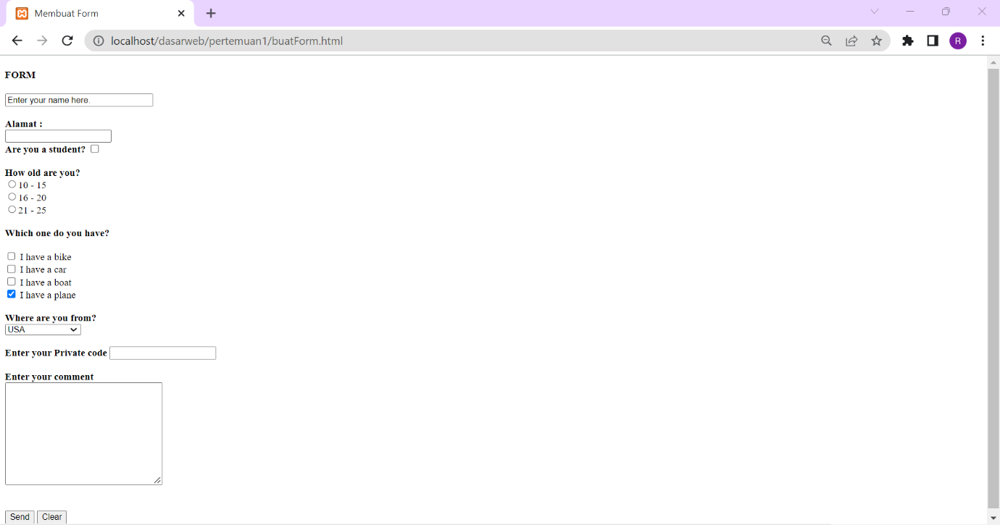 Membuat Form
localhost/dasarweb/pertemuan1/buatForm.html
R
FORM
Enter your name here.
Alamat :
Are you a student?
How old are you?
10 - 15
16 - 20
21 - 25
Which one do you have?
I have a bike
I have a car
I have a boat
I have a plane
Where are you from?
USA
Enter your Private code
Enter your comment
Send Clear